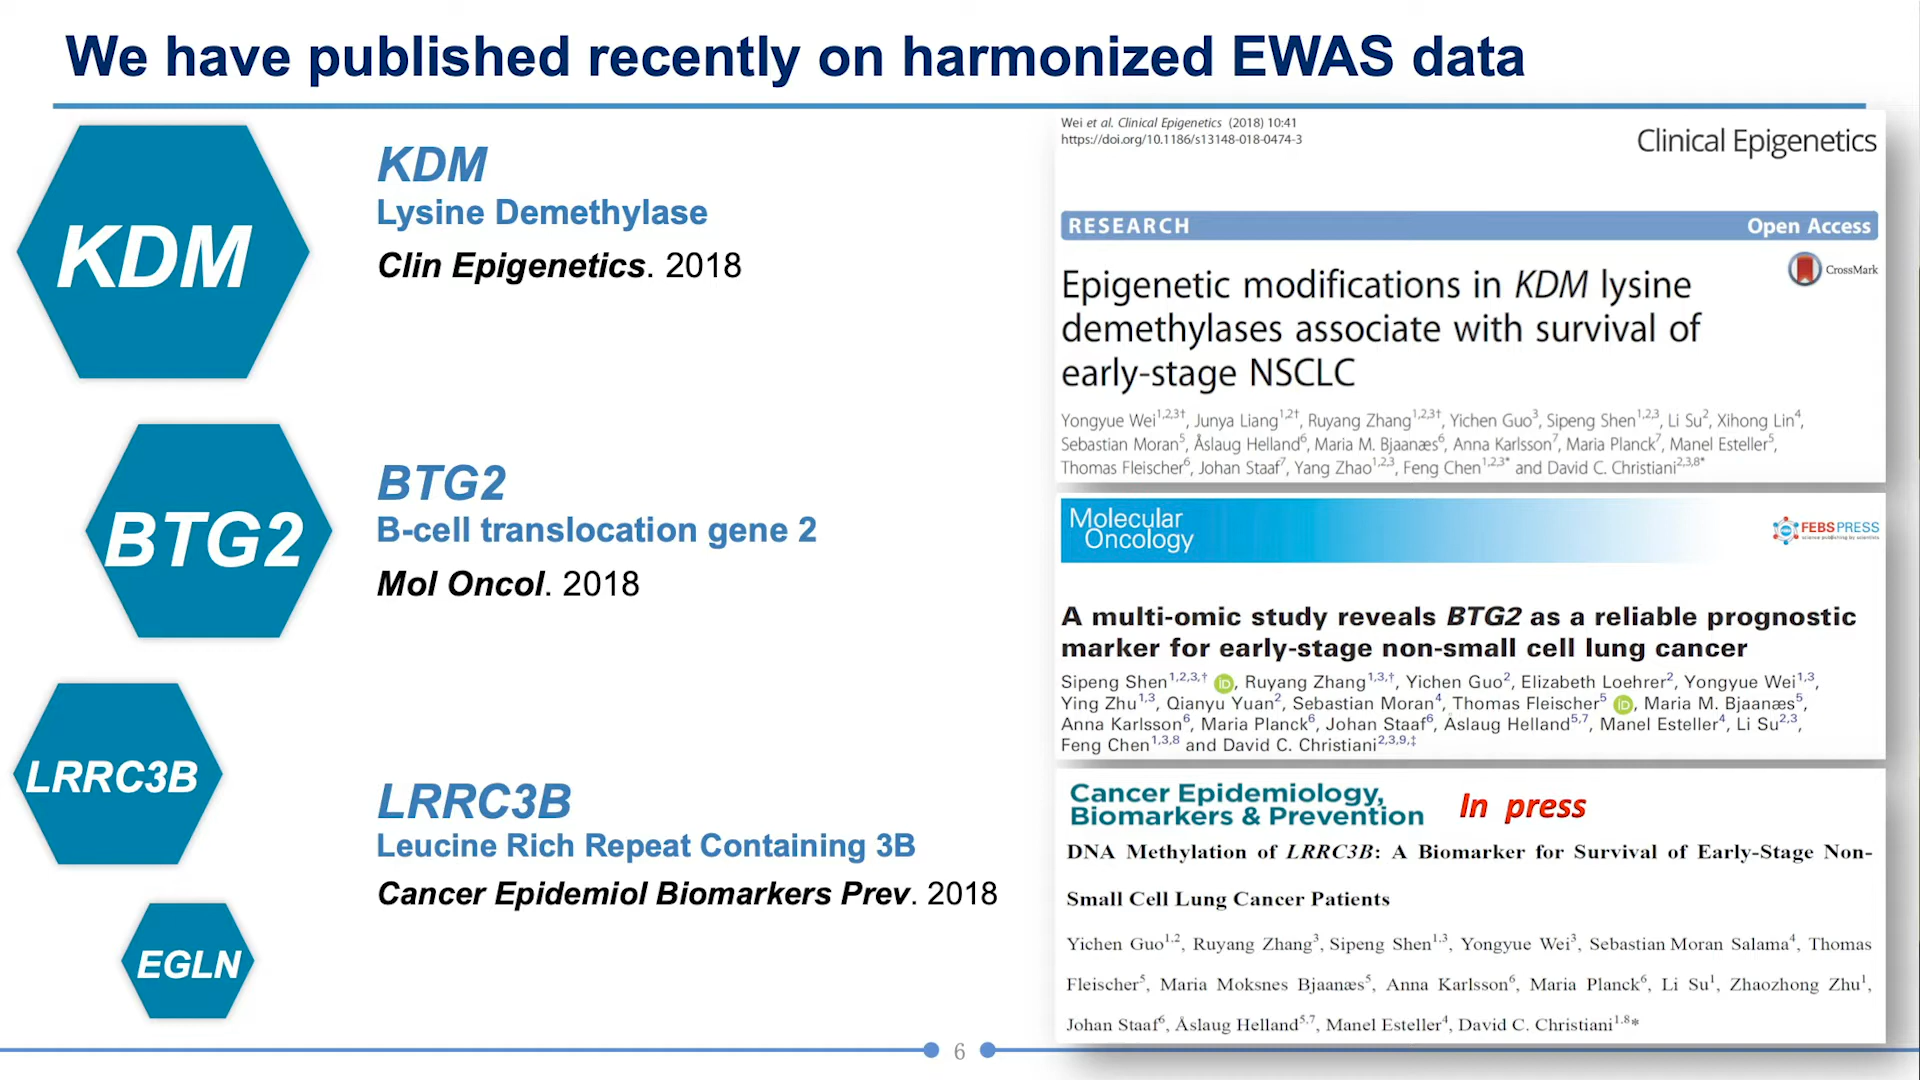 We have published recently on harmonized EWAS data
KDM
KDM
Lysine Demethylase
Clin Epigenetics. 2018
BTG2
BTG2
B-cell translocation gene 2
Mol Oncol. 2018
LRRC3B
LRRC3B
Leucine Rich Repeat Containing 3B
Cancer Epidemiol Biomarkers Prev. 2018
EGLN
Wei et al. Clinical Epigenetics (2018) 10:41
https://doi.org/10.1186/s13148-018-0474-3
Clinical Epigenetics
RESEARCH Open Access
CrossMark
Epigenetic modifications in KDM lysine
demethylases associate with survival of
early-stage NSCLC
Yongyue Wei1,2,3†, Junya Liang1,2†, Ruyang Zhang1,2,3†, Yichen Guo3, Sipeng Shen1,2,3, Li Su2, Xihong Lin4,
Sebastian Moran5, Åslaug Helland6, Maria M. Bjaanæs6, Anna Karlsson7, Maria Planck7, Manel Esteller5,
Thomas Fleischer6, Johan Staaf7, Yang Zhao1,2,3, Feng Chen1,2,3* and David C. Christiani2,3,8*
Molecular
Oncology
FEBSPRESS
science publishing by scientists
A multi-omic study reveals BTG2 as a reliable prognostic
marker for early-stage non-small cell lung cancer
Sipeng Shen1,2,3,† iD, Ruyang Zhang1,3,†, Yichen Guo2, Elizabeth Loehrer2, Yongyue Wei1,3,
Ying Zhu1,3, Qianyu Yuan2, Sebastian Moran4, Thomas Fleischer5 iD, Maria M. Bjaanæs5,
Anna Karlsson6, Maria Planck6, Johan Staaf6, Åslaug Helland5,7, Manel Esteller4, Li Su2,3,
Feng Chen1,3,8 and David C. Christiani2,3,9,‡
Cancer Epidemiology,
Biomarkers & Prevention
In press
DNA Methylation of LRRC3B: A Biomarker for Survival of Early-Stage Non-
Small Cell Lung Cancer Patients
Yichen Guo1,2, Ruyang Zhang3, Sipeng Shen1,3, Yongyue Wei3, Sebastian Moran Salama4, Thomas
Fleischer5, Maria Moksnes Bjaanæs5, Anna Karlsson6, Maria Planck6, Li Su1, Zhaozhong Zhu1,
Johan Staaf6, Åslaug Helland5,7, Manel Esteller4, David C. Christiani1,8*
6